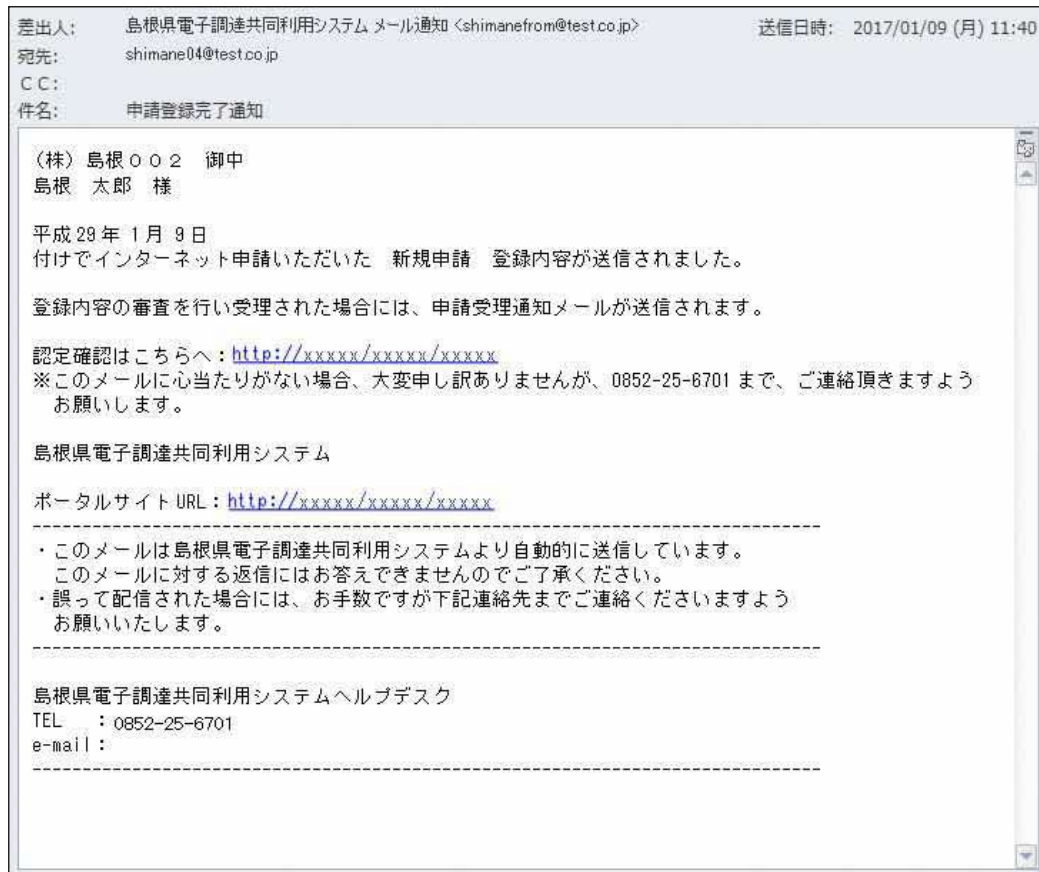 差出人: 島根県電子調達共同利用システム メール通知 <shimanefrom@test.co.jp> 送信日時: 2017/01/09 (月) 11:40
宛先: shimane04@test.co.jp
CC:
件名: 申請登録完了通知
(株) 島根002 御中
島根 太郎 様
平成29年1月9日
付けでインターネット申請いただいた 新規申請 登録内容が送信されました。
登録内容の審査を行い受理された場合には、申請受理通知メールが送信されます。
認定確認はこちらへ：http://xxxxx/xxxxx/xxxxx
※このメールに心当たりがない場合、大変申し訳ありませんが、0852-25-6701まで、ご連絡頂きますよう
お願いします。
島根県電子調達共同利用システム
ポータルサイトURL：http://xxxxx/xxxxx/xxxxx
------------------------------------------------------------------------------
・このメールは島根県電子調達共同利用システムより自動的に送信しています。
このメールに対する返信にはお答えできませんのでご了承ください。
・誤って配信された場合には、お手数ですが下記連絡先までご連絡くださいますよう
お願いいたします。
------------------------------------------------------------------------------
島根県電子調達共同利用システムヘルプデスク
TEL ：0852-25-6701
e-mail：
------------------------------------------------------------------------------